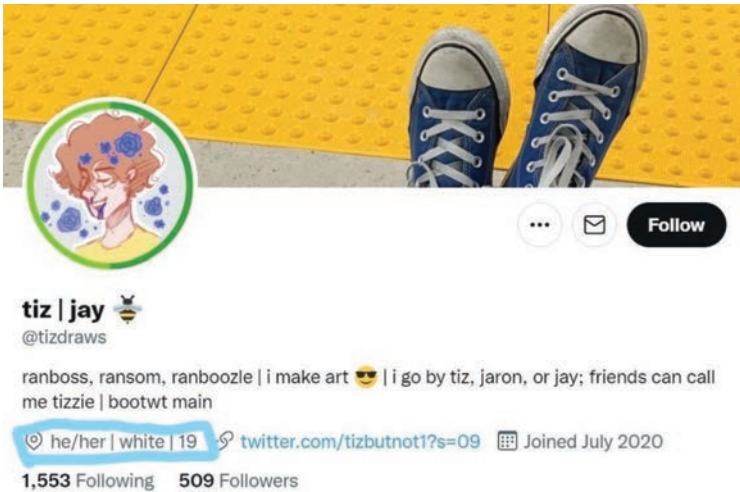 Follow
tiz | jay 🐝
@tizdraws
ranboss, ransom, ranboozle | i make art 😎 | i go by tiz, jaron, or jay; friends can call
me tizzie | bootwt main
he/her | white | 19 twitter.com/tizbutnot1?s=09 Joined July 2020
1,553 Following 509 Followers